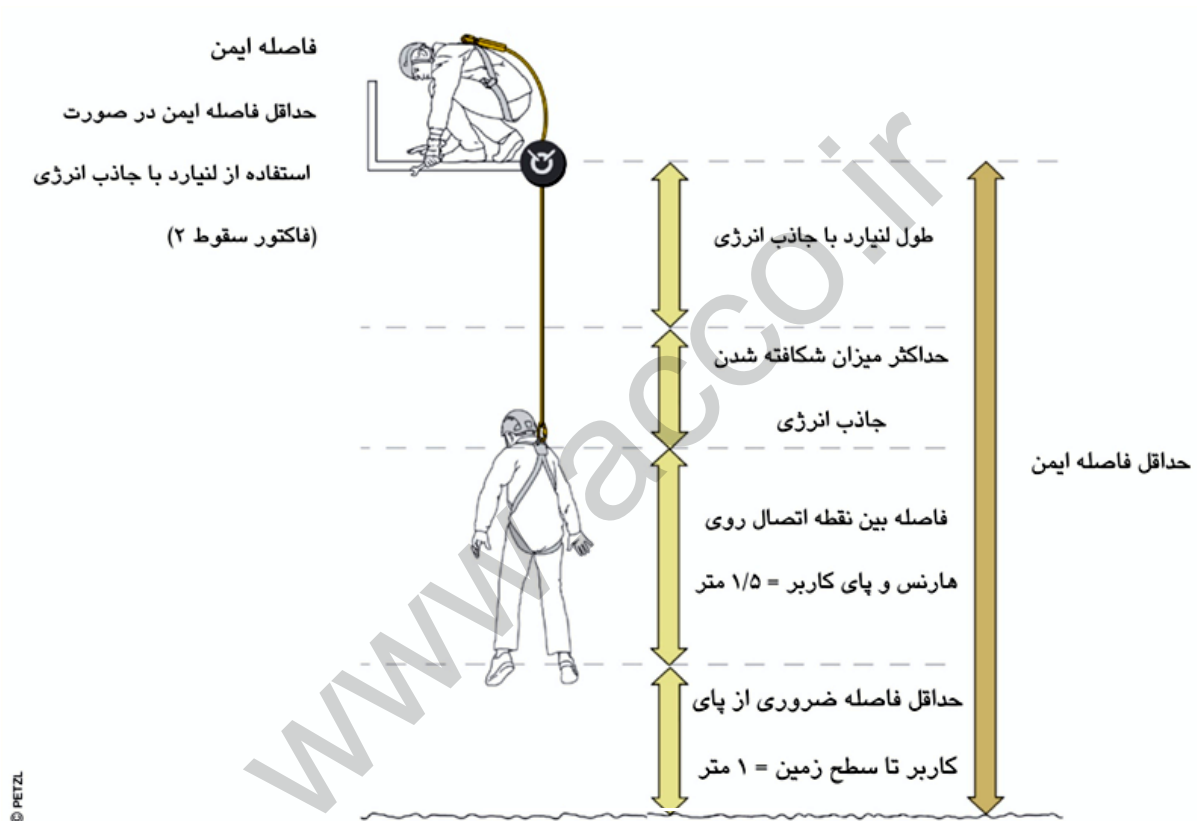 فاصله ایمن
حداقل فاصله ایمن در صورت
استفاده از لنیارد با جاذب انرژی
(فاکتور سقوط ۲)
طول لنیارد با جاذب انرژی
حداکثر میزان شکافته شدن
جاذب انرژی
حداقل فاصله ایمن
فاصله بین نقطه اتصال روی
هارنس و پای کاربر = ۱/۵ متر
حداقل فاصله ضروری از پای
کاربر تا سطح زمین = ۱ متر
www.acco.ir
© PETZL